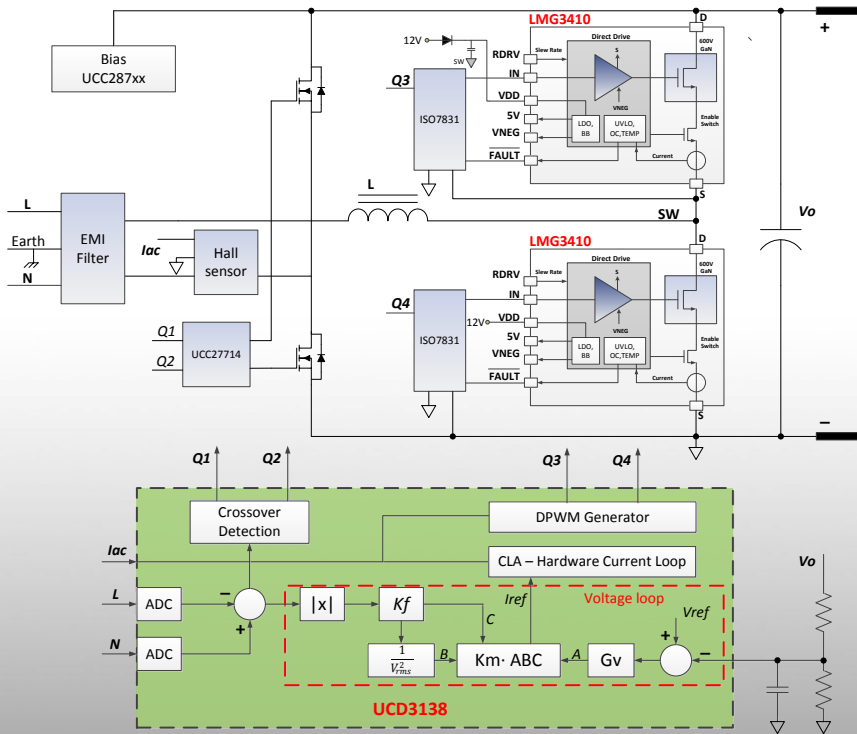 LMG3410
D
+
Bias
UCC287xx
12V
SW
Q3
ISO7831
RDRV
Slew Rate
IN
VDD
5V
VNEG
FAULT
Direct Drive
S
VNEG
LDO,
BB
UVLO,
OC,TEMP
600V
GaN
Enable
Switch
Current
S
L
SW
Vo
L
Earth
N
EMI
Filter
Iac
Hall
sensor
Q1
Q2
UCC27714
LMG3410
D
Q4
ISO7831
12V
RDRV
Slew Rate
IN
VDD
5V
VNEG
FAULT
Direct Drive
S
VNEG
LDO,
BB
UVLO,
OC,TEMP
600V
GaN
Enable
Switch
Current
S
−
Q1
Q2
Q3
Q4
Crossover
Detection
DPWM Generator
Iac
CLA – Hardware Current Loop
Vo
L
ADC
−
Iref
Voltage loop
Vref
N
ADC
+
|x|
Kf
C
+
−
1
V²rms
B
Km· ABC
A
Gv
UCD3138